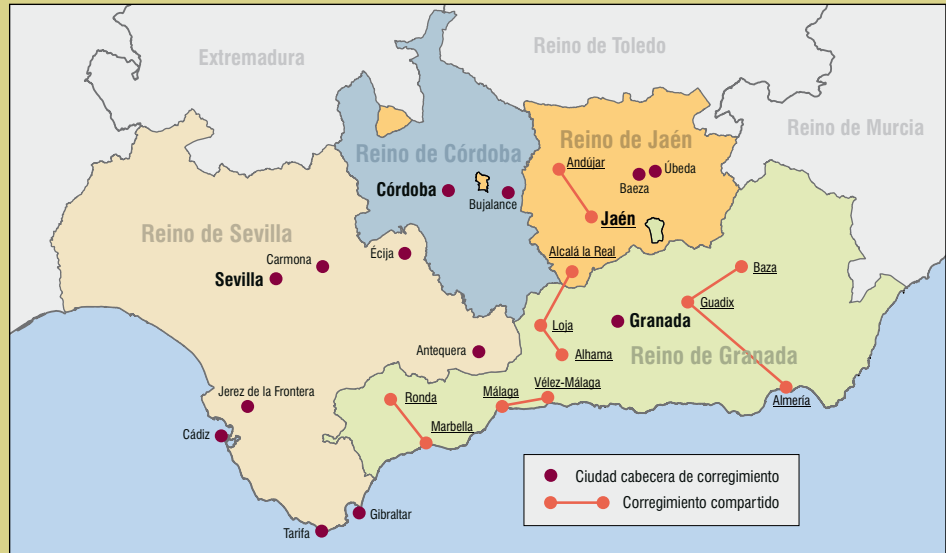 Extremadura
Reino de Toledo
Reino de Murcia
Reino de Córdoba
Reino de Jaén
Andújar
Úbeda
Baeza
Córdoba
Bujalance
Jaén
Reino de Sevilla
Écija
Alcalá la Real
Carmona
Sevilla
Baza
Guadix
Granada
Loja
Antequera
Alhama
Reino de Granada
Jerez de la Frontera
Ronda
Málaga
Vélez-Málaga
Almería
Cádiz
Marbella
Gibraltar
Tarifa
Ciudad cabecera de corregimiento
Corregimiento compartido